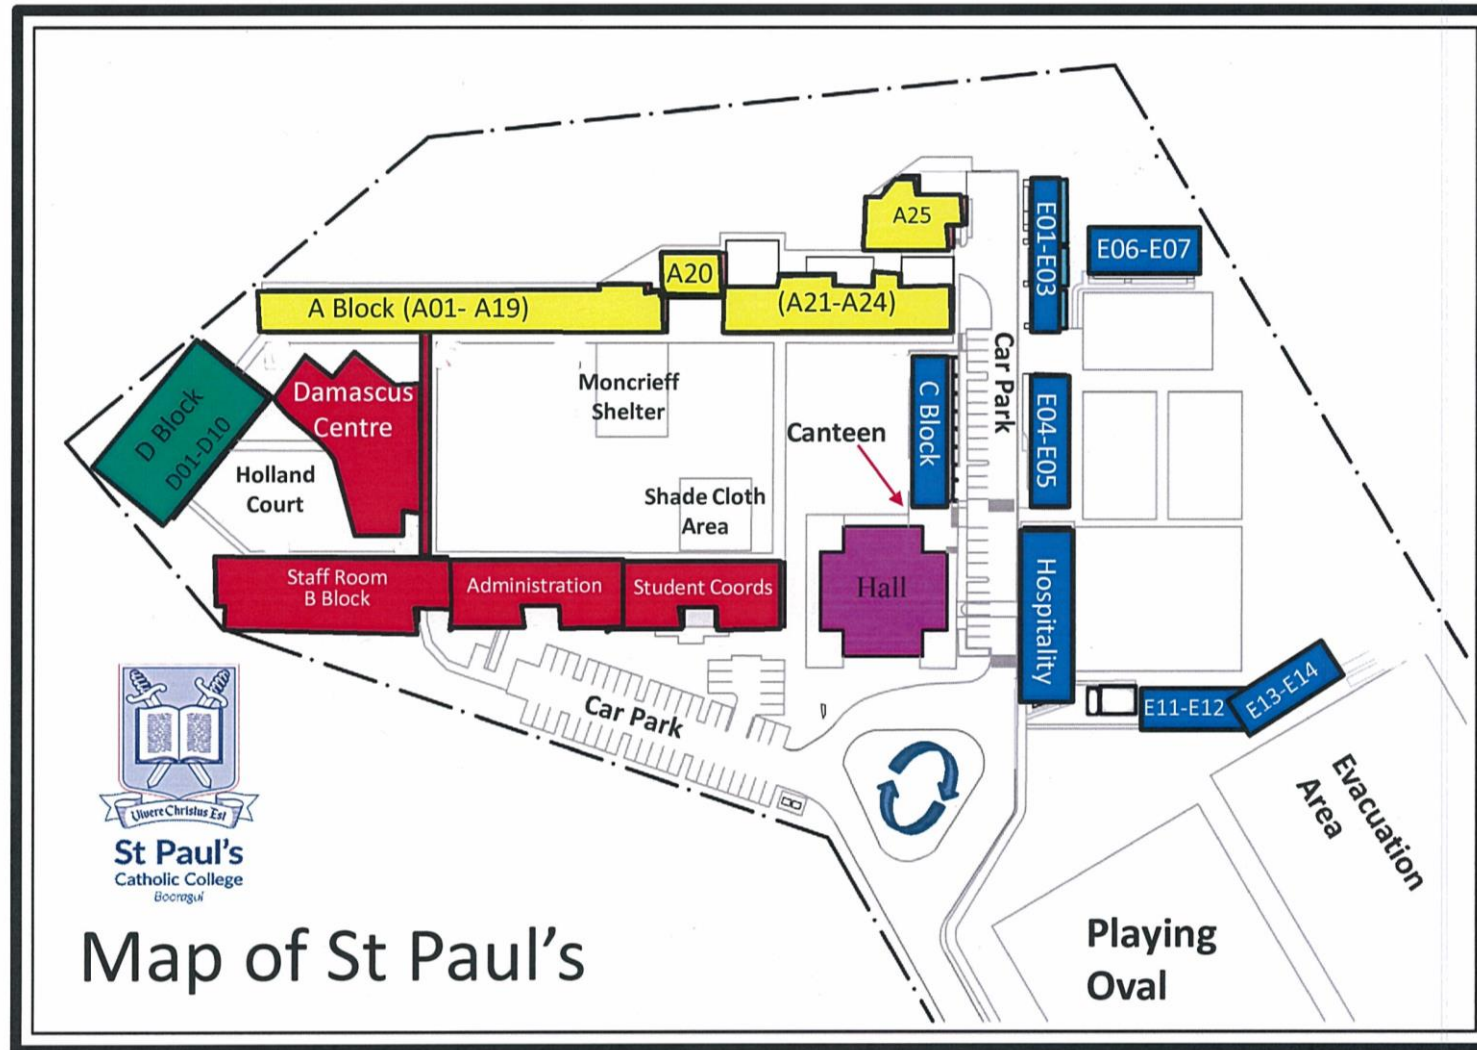 A25
E01-E03
E06-E07
A20
A Block (A01- A19)
(A21-A24)
Car Park
D Block
D01-D10
Damascus
Centre
Moncrieff
Shelter
Canteen
C Block
E04-E05
Holland
Court
Shade Cloth
Area
Staff Room
B Block
Administration
Student Coords
Hall
Hospitality
Car Park
E11-E12
E13-E14
Vivere Christus Est
St Paul's
Catholic College
Booragul
Evacuation
Area
Playing
Oval
Map of St Paul's